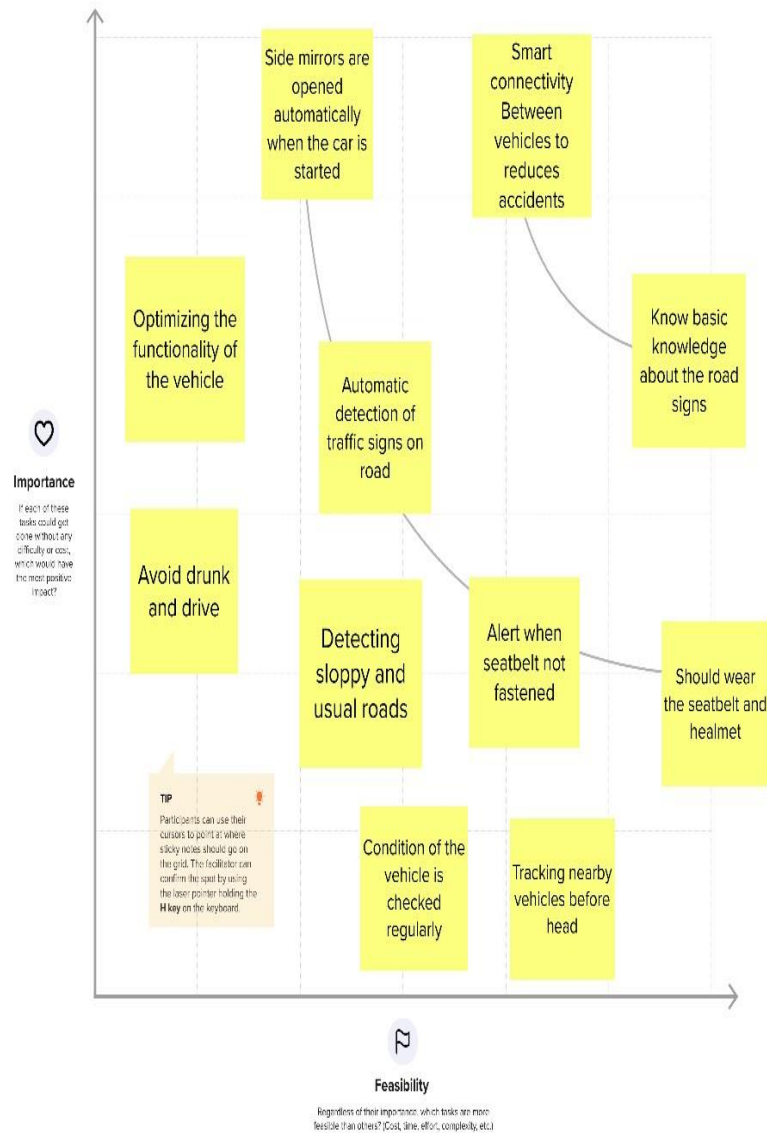 Side mirrors are
opened
automatically
when the car is
started
Smart
connectivity
Between
vehicles to
reduces
accidents
Optimizing the
functionality of
the vehicle
Know basic
knowledge
about the road
signs
Automatic
detection of
traffic signs on
road
Importance
If each of these
tasks could get
done without any
difficulty or cost,
which would have
the most positive
impact?
Avoid drunk
and drive
Detecting
sloppy and
usual roads
Alert when
seatbelt not
fastened
Should wear
the seatbelt and
healmet
TIP
Participants can use their
cursors to point at where
sticky notes should go on
the grid. The facilitator can
confirm the spot by using
the laser pointer holding the
H key on the keyboard.
Condition of the
vehicle is
checked
regularly
Tracking nearby
vehicles before
head
Feasibility
Regardless of their importance, which tasks are more
feasible than others? (Cost, time, effort, complexity, etc.)